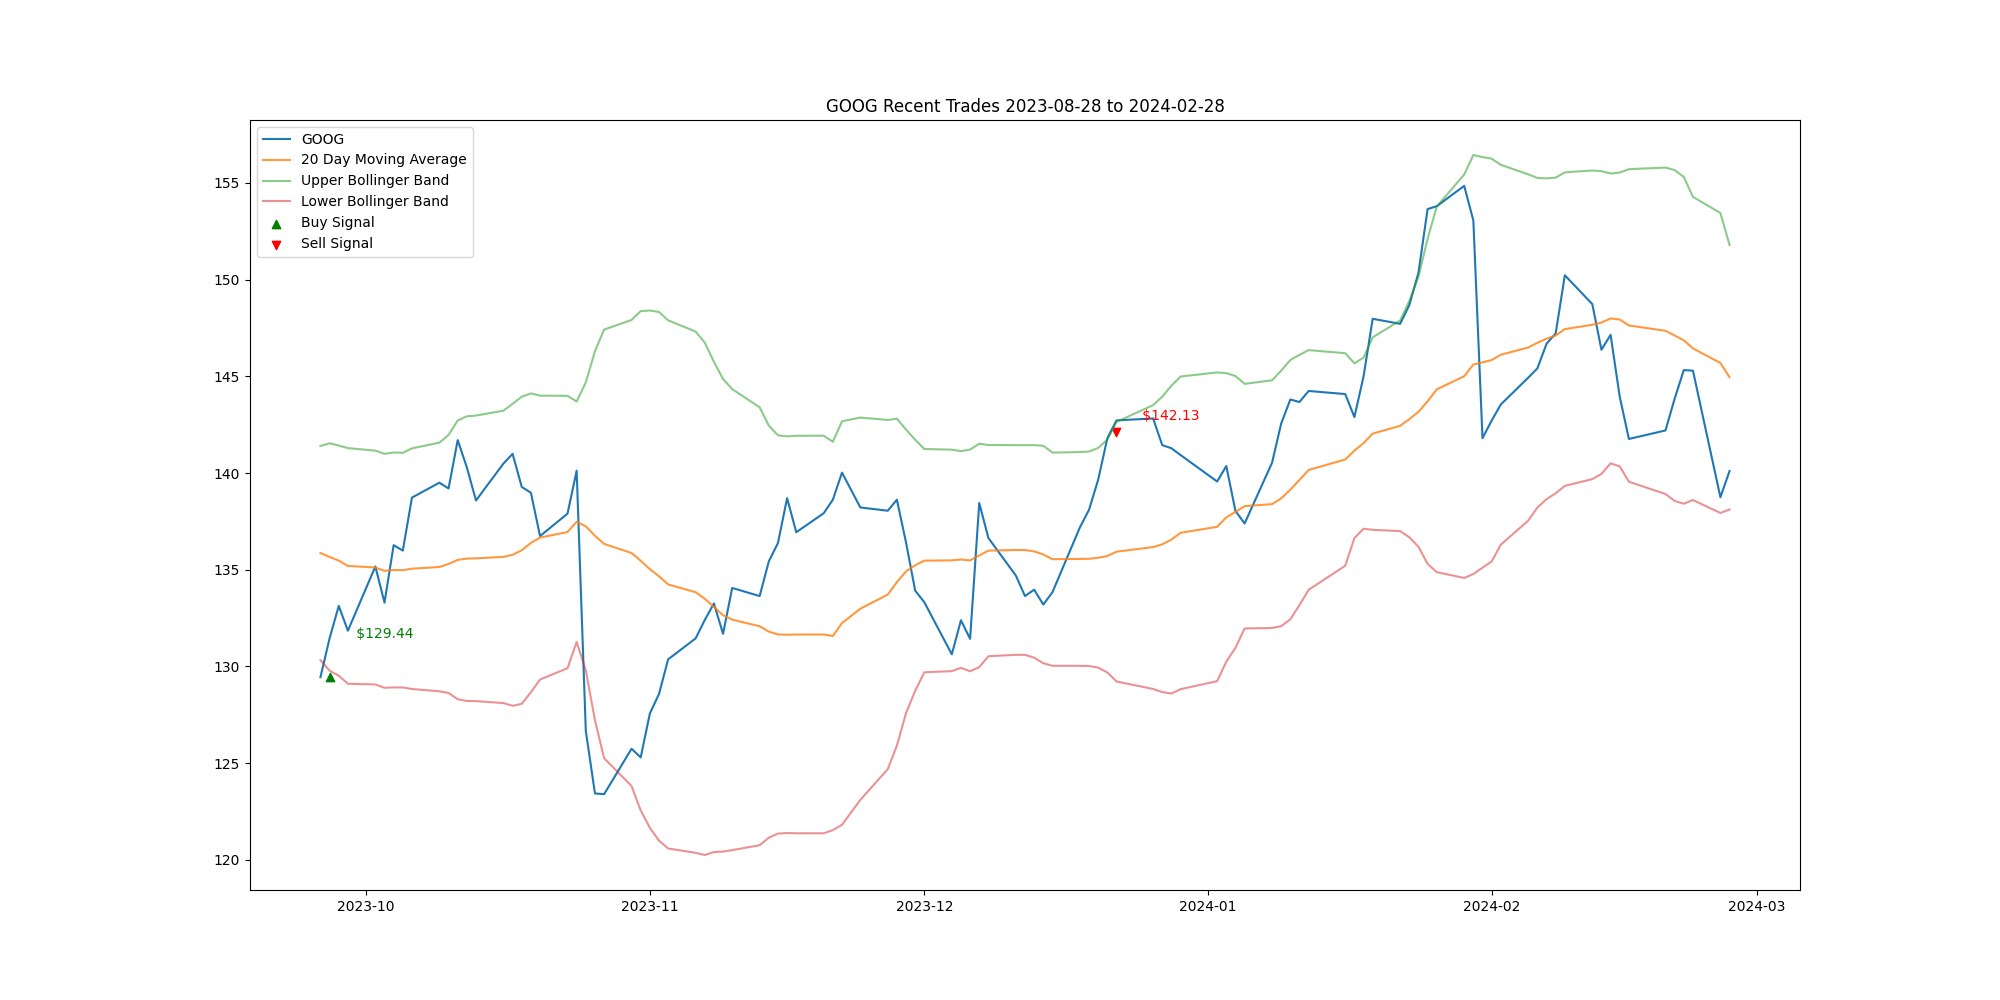 GOOG Recent Trades 2023-08-28 to 2024-02-28
GOOG
20 Day Moving Average
Upper Bollinger Band
Lower Bollinger Band
Buy Signal
Sell Signal
155
150
145
140
135
130
125
120
$142.13
$129.44
2023-10
2023-11
2023-12
2024-01
2024-02
2024-03